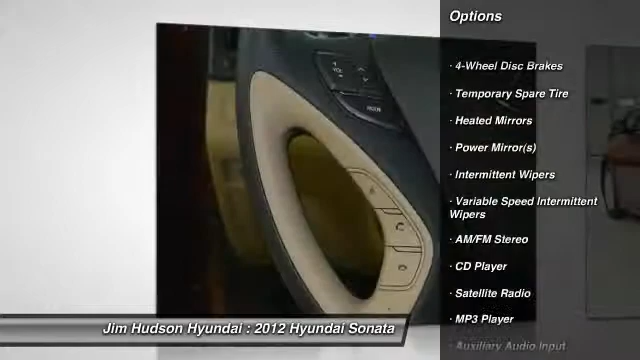 Options
· 4-Wheel Disc Brakes
· Temporary Spare Tire
· Heated Mirrors
· Power Mirror(s)
· Intermittent Wipers
· Variable Speed Intermittent
Wipers
· AM/FM Stereo
· CD Player
· Satellite Radio
· MP3 Player
· Auxiliary Audio Input
Jim Hudson Hyundai : 2012 Hyundai Sonata